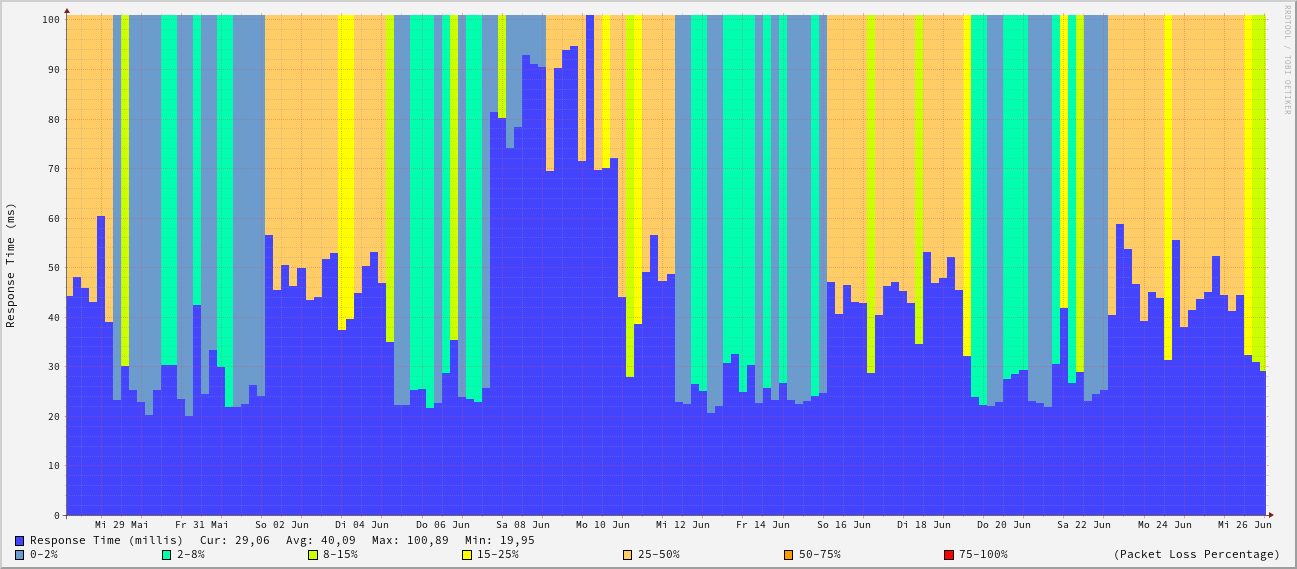 RRDTOOL / TOBI OETIKER
Response Time (ms)
100
90
80
70
60
50
40
30
20
10
0
Mi 29 Mai Fr 31 Mai So 02 Jun Di 04 Jun Do 06 Jun Sa 08 Jun Mo 10 Jun Mi 12 Jun Fr 14 Jun So 16 Jun Di 18 Jun Do 20 Jun Sa 22 Jun Mo 24 Jun Mi 26 Jun
Response Time (millis) Cur: 29,06 Avg: 40,09 Max: 100,89 Min: 19,95
0-2% 2-8% 8-15% 15-25% 25-50% 50-75% 75-100% (Packet Loss Percentage)